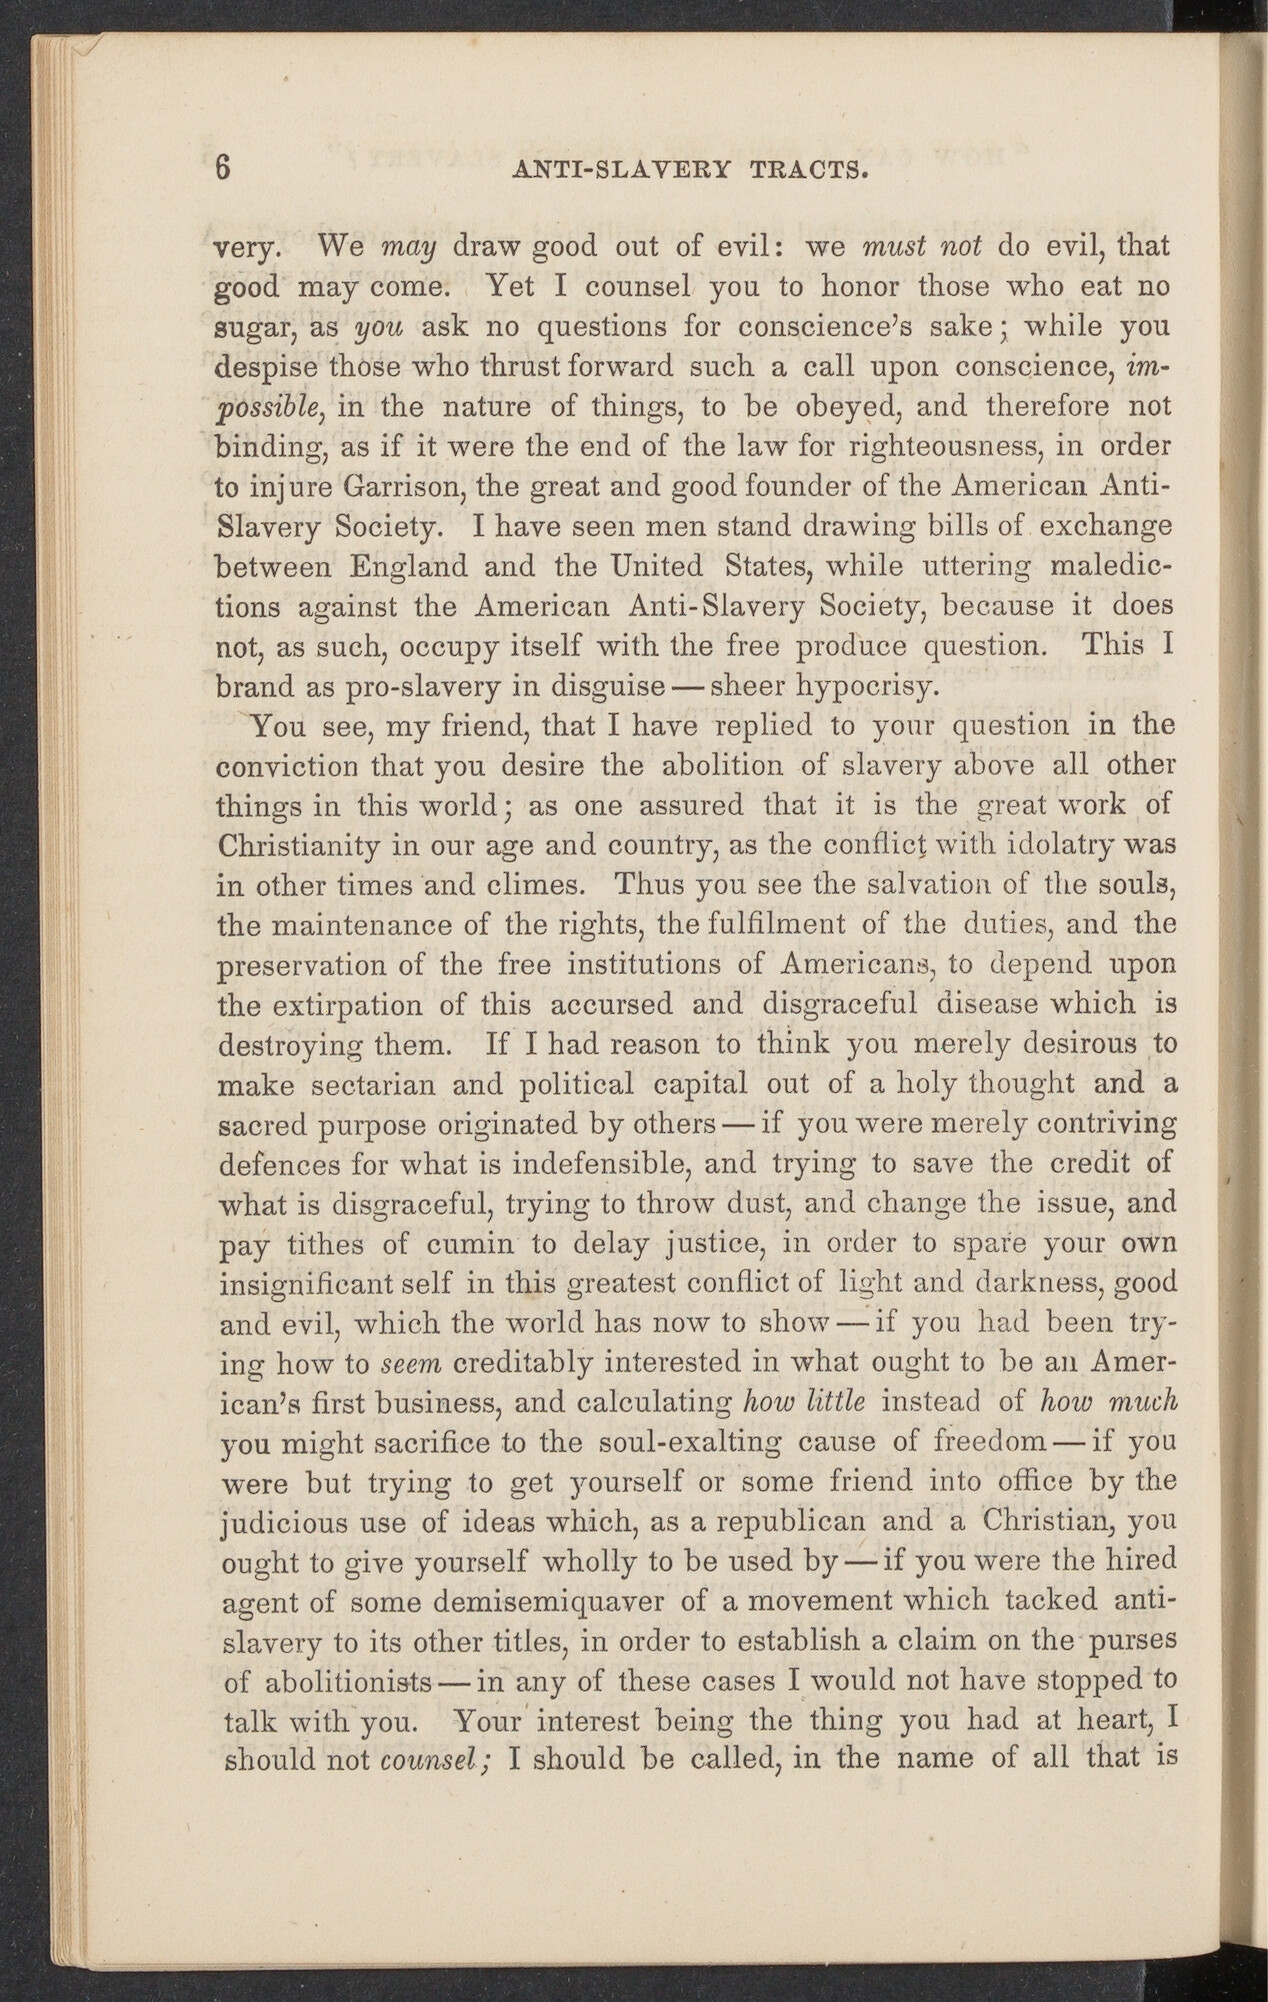 6 ANTI-SLAVERY TRACTS.
very. We may draw good out of evil: we must not do evil, that
good may come. Yet I counsel you to honor those who eat no
sugar, as you ask no questions for conscience's sake; while you
despise those who thrust forward such a call upon conscience, im-
possible, in the nature of things, to be obeyed, and therefore not
binding, as if it were the end of the law for righteousness, in order
to injure Garrison, the great and good founder of the American Anti-
Slavery Society. I have seen men stand drawing bills of exchange
between England and the United States, while uttering maledic-
tions against the American Anti-Slavery Society, because it does
not, as such, occupy itself with the free produce question. This I
brand as pro-slavery in disguise — sheer hypocrisy.
You see, my friend, that I have replied to your question in the
conviction that you desire the abolition of slavery above all other
things in this world; as one assured that it is the great work of
Christianity in our age and country, as the conflict with idolatry was
in other times and climes. Thus you see the salvation of the souls,
the maintenance of the rights, the fulfilment of the duties, and the
preservation of the free institutions of Americans, to depend upon
the extirpation of this accursed and disgraceful disease which is
destroying them. If I had reason to think you merely desirous to
make sectarian and political capital out of a holy thought and a
sacred purpose originated by others — if you were merely contriving
defences for what is indefensible, and trying to save the credit of
what is disgraceful, trying to throw dust, and change the issue, and
pay tithes of cumin to delay justice, in order to spare your own
insignificant self in this greatest conflict of light and darkness, good
and evil, which the world has now to show — if you had been try-
ing how to seem creditably interested in what ought to be an Amer-
ican's first business, and calculating how little instead of how much
you might sacrifice to the soul-exalting cause of freedom — if you
were but trying to get yourself or some friend into office by the
judicious use of ideas which, as a republican and a Christian, you
ought to give yourself wholly to be used by — if you were the hired
agent of some demisemiquaver of a movement which tacked anti-
slavery to its other titles, in order to establish a claim on the purses
of abolitionists — in any of these cases I would not have stopped to
talk with you. Your interest being the thing you had at heart, I
should not counsel; I should be called, in the name of all that is